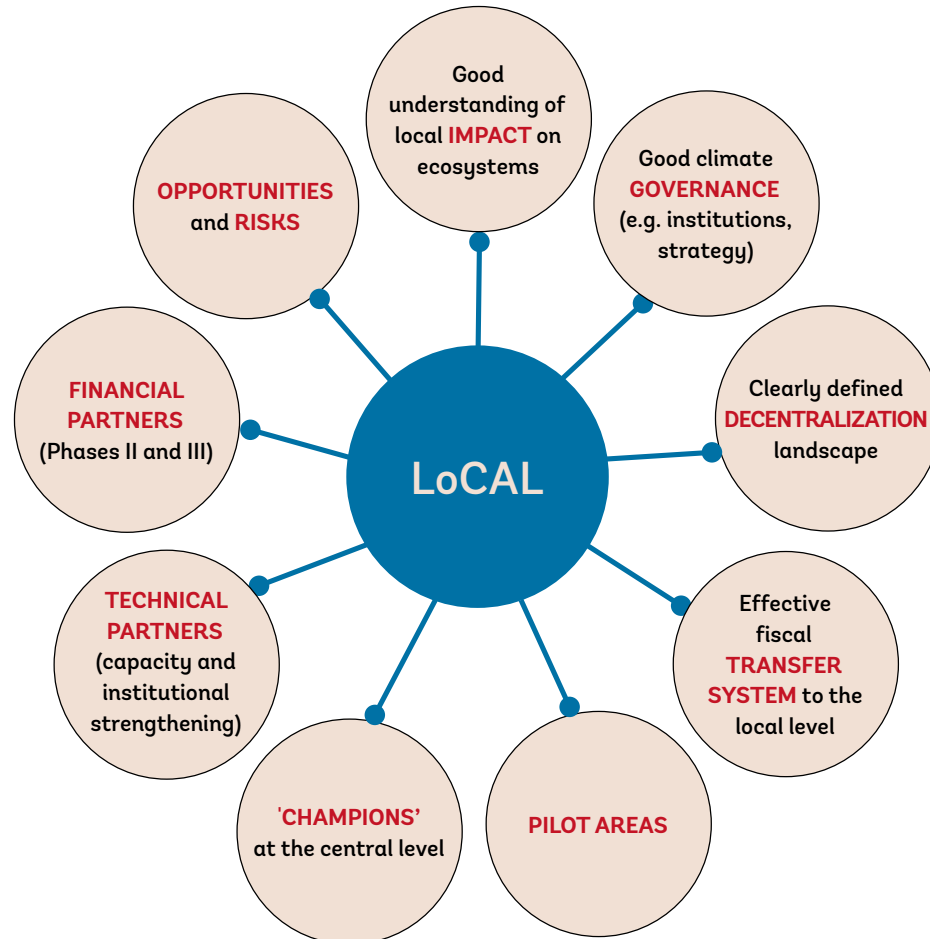 Good
understanding of
local IMPACT on
ecosystems
Good climate
GOVERNANCE
(e.g. institutions,
strategy)
Clearly defined
DECENTRALIZATION
landscape
Effective
fiscal
TRANSFER
SYSTEM to the
local level
PILOT AREAS
'CHAMPIONS’
at the central level
TECHNICAL
PARTNERS
(capacity and
institutional
strengthening)
FINANCIAL
PARTNERS
(Phases II and III)
OPPORTUNITIES
and RISKS
LoCAL